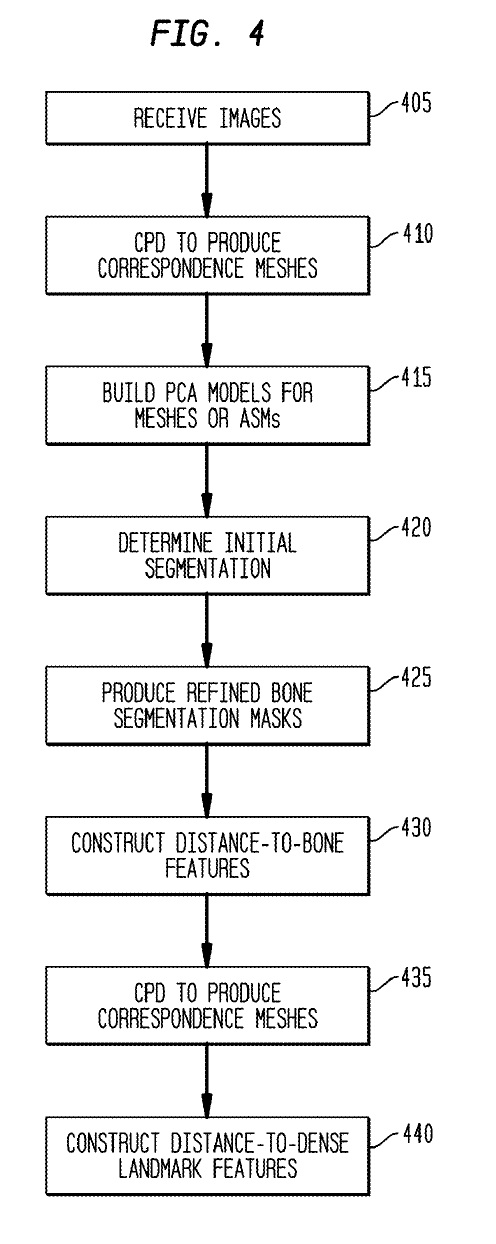 FIG. 4
RECEIVE IMAGES
405
CPD TO PRODUCE
CORRESPONDENCE MESHES
410
BUILD PCA MODELS FOR
MESHES OR ASMs
415
DETERMINE INITIAL
SEGMENTATION
420
PRODUCE REFINED BONE
SEGMENTATION MASKS
425
CONSTRUCT DISTANCE-TO-BONE
FEATURES
430
CPD TO PRODUCE
CORRESPONDENCE MESHES
435
CONSTRUCT DISTANCE-TO-DENSE
LANDMARK FEATURES
440